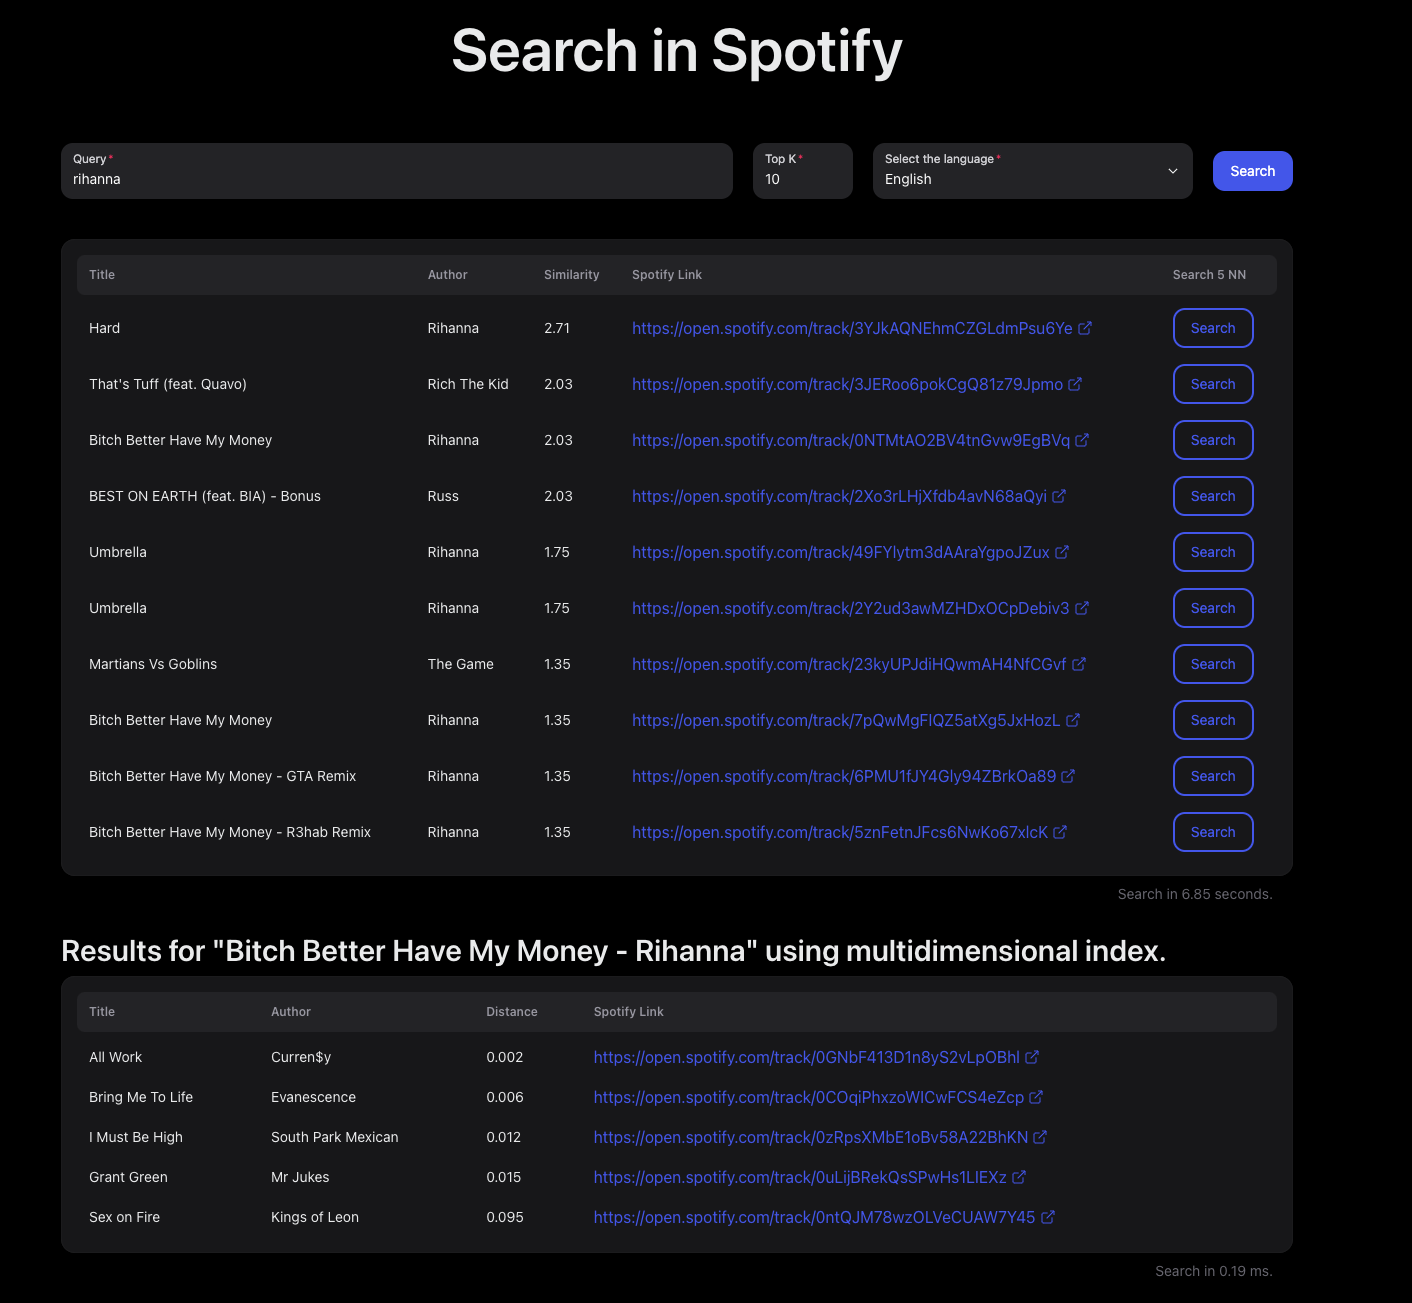 Search in Spotify
Query*
rihanna
Top K*
10
Select the language*
English
Search
Title Author Similarity Spotify Link Search 5 NN
Hard Rihanna 2.71 https://open.spotify.com/track/3YJkAQNEhmCZGLdmPsu6Ye Search
That's Tuff (feat. Quavo) Rich The Kid 2.03 https://open.spotify.com/track/3JERoo6pokCgQ81z79Jpmo Search
Bitch Better Have My Money Rihanna 2.03 https://open.spotify.com/track/0NTMtAO2BV4tnGvw9EgBVq Search
BEST ON EARTH (feat. BIA) - Bonus Russ 2.03 https://open.spotify.com/track/2Xo3rLHjXfdb4avN68aQyi Search
Umbrella Rihanna 1.75 https://open.spotify.com/track/49FYlytm3dAAraYgpoJZux Search
Umbrella Rihanna 1.75 https://open.spotify.com/track/2Y2ud3awMZHDxOCpDebiv3 Search
Martians Vs Goblins The Game 1.35 https://open.spotify.com/track/23kyUPJdiHQwmAH4NfCGvf Search
Bitch Better Have My Money Rihanna 1.35 https://open.spotify.com/track/7pQwMgFlQZ5atXg5JxHozL Search
Bitch Better Have My Money - GTA Remix Rihanna 1.35 https://open.spotify.com/track/6PMU1fJY4Gly94ZBrkOa89 Search
Bitch Better Have My Money - R3hab Remix Rihanna 1.35 https://open.spotify.com/track/5znFetnJFcs6NwKo67xlcK Search
Search in 6.85 seconds.
Results for "Bitch Better Have My Money - Rihanna" using multidimensional index.
Title Author Distance Spotify Link
All Work Curren$y 0.002 https://open.spotify.com/track/0GNbF413D1n8yS2vLpOBhl
Bring Me To Life Evanescence 0.006 https://open.spotify.com/track/0COqiPhxzoWICwFCS4eZcp
I Must Be High South Park Mexican 0.012 https://open.spotify.com/track/0zRpsXMbE1oBv58A22BhKN
Grant Green Mr Jukes 0.015 https://open.spotify.com/track/0uLijBRekQsSPwHs1LIEXz
Sex on Fire Kings of Leon 0.095 https://open.spotify.com/track/0ntQJM78wzOLVeCUAW7Y45
Search in 0.19 ms.